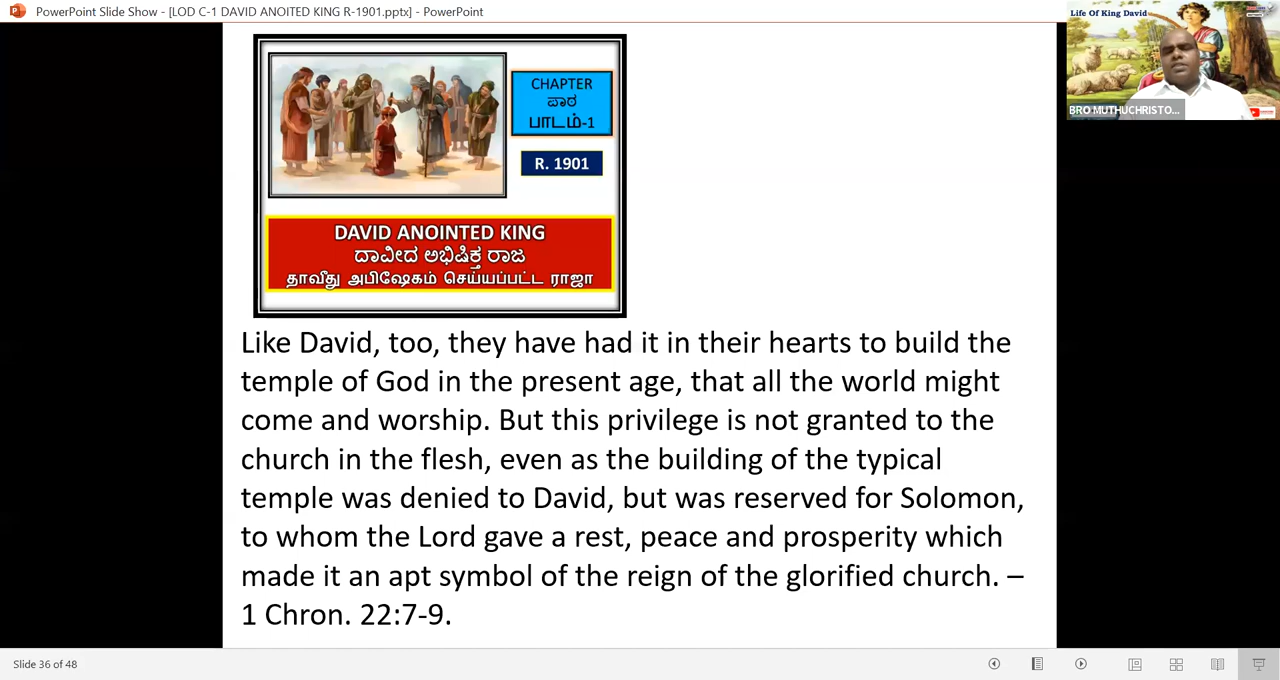 PowerPoint Slide Show - [LOD C-1 DAVID ANOITED KING R-1901.pptx] - PowerPoint
Life Of King David
BRO MUTHUCHRISTO...
CHAPTER
ಪಾಠ
பாடம்-1
R. 1901
DAVID ANOINTED KING
ದಾವೀದ ಅಭಿಷಿಕ್ತ ರಾಜ
தாவீது அபிஷேகம் செய்யப்பட்ட ராஜா
Like David, too, they have had it in their hearts to build the
temple of God in the present age, that all the world might
come and worship. But this privilege is not granted to the
church in the flesh, even as the building of the typical
temple was denied to David, but was reserved for Solomon,
to whom the Lord gave a rest, peace and prosperity which
made it an apt symbol of the reign of the glorified church. –
1 Chron. 22:7-9.
Slide 36 of 48